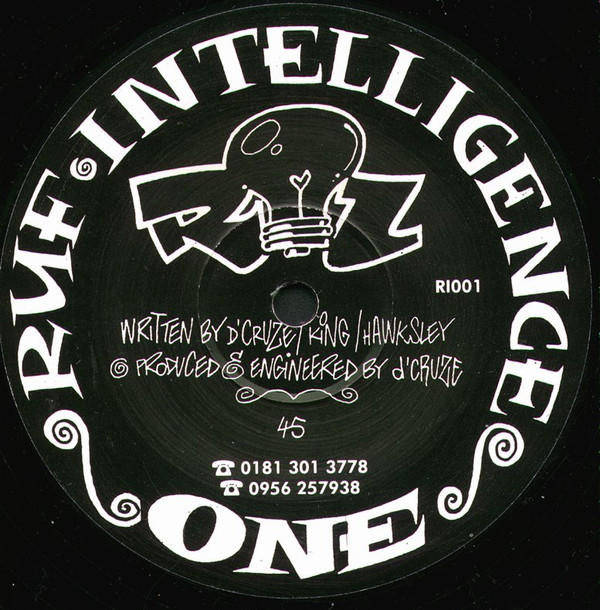 RUF INTELLIGENCE
RI001
WRITTEN BY D'CRUZE/KING/HAWKSLEY
© PRODUCED & ENGINEERED BY d'CRUZE
45
☎ 0181 301 3778
☎ 0956 257938
ONE